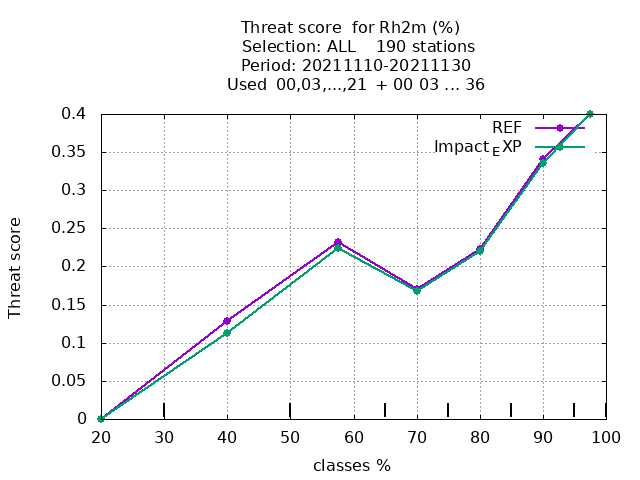 Threat score for Rh2m (%)
Selection: ALL 190 stations
Period: 20211110-20211130
Used 00,03,...,21 + 00 03 ... 36
REF
Impact_EXP
0.4
0.35
0.3
0.25
0.2
0.15
0.1
0.05
0
Threat score
20 30 40 50 60 70 80 90 100
classes %